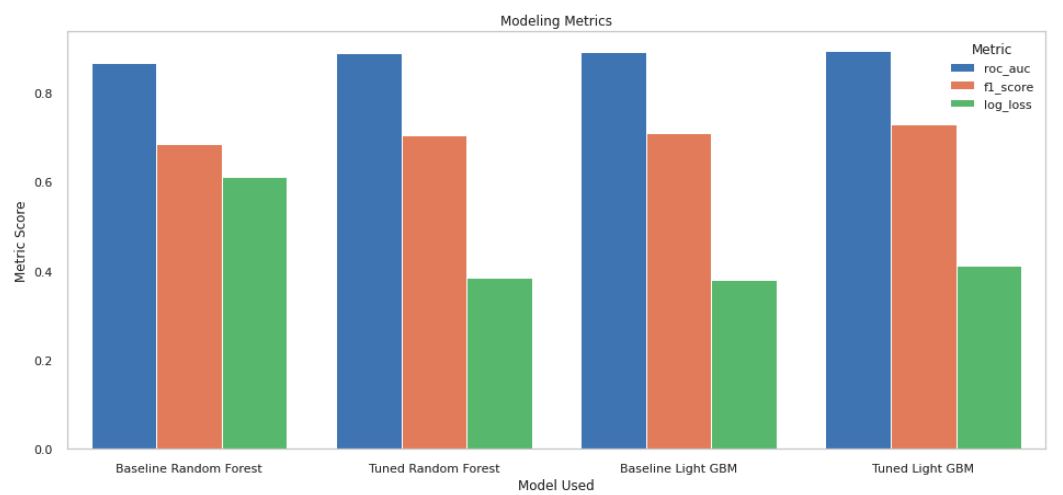 Modeling Metrics
Metric
roc_auc
f1_score
log_loss
Metric Score
0.8
0.6
0.4
0.2
0.0
Baseline Random Forest
Tuned Random Forest
Baseline Light GBM
Tuned Light GBM
Model Used